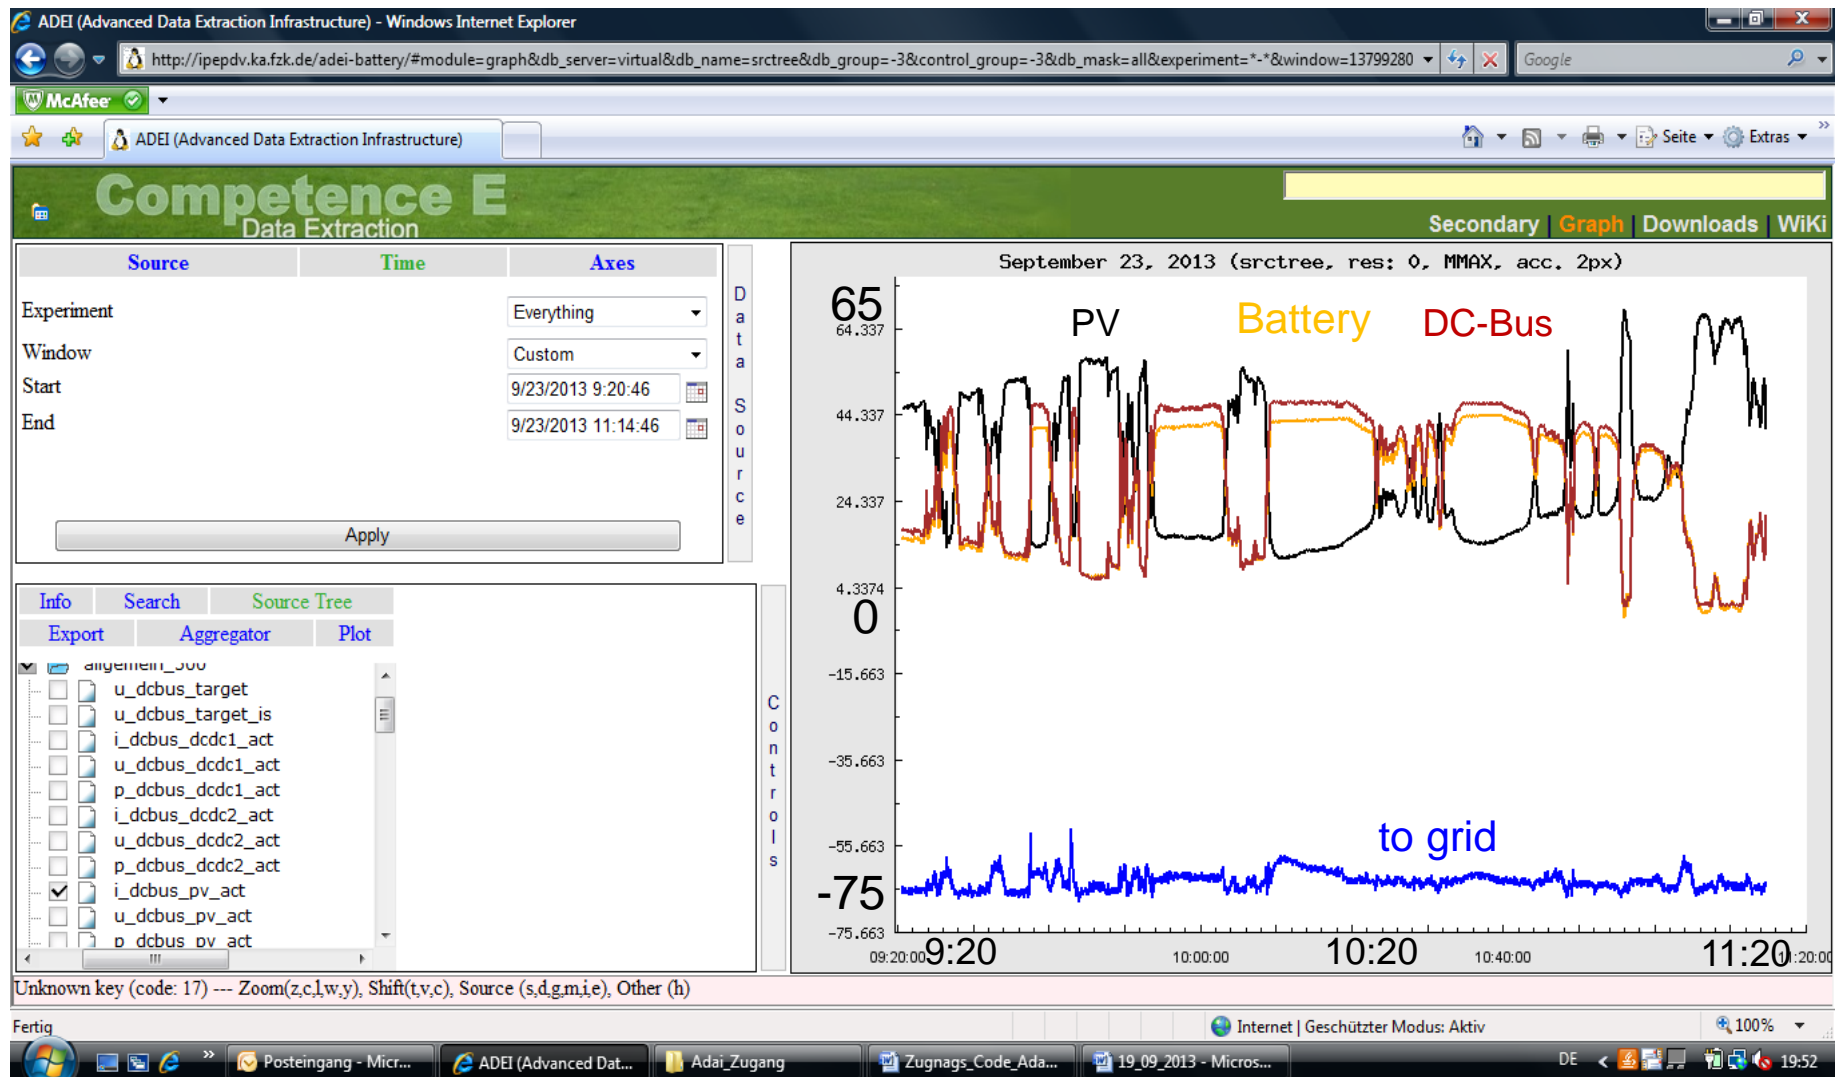 ADEI (Advanced Data Extraction Infrastructure) - Windows Internet Explorer
http://ipepdv.ka.fzk.de/adei-battery/#module=graph&db_server=virtual&db_name=srctree&db_group=-3&control_group=-3&db_mask=all&experiment=*-*&window=13799280
Google
McAfee
ADEI (Advanced Data Extraction Infrastructure)
Seite
Extras
Competence E
Data Extraction
Secondary | Graph | Downloads | WiKi
Source Time Axes
Experiment Everything
Window Custom
Start 9/23/2013 9:20:46
End 9/23/2013 11:14:46
Apply
Data Source
Info Search Source Tree
Export Aggregator Plot
allgemein_500
u_dcbus_target
u_dcbus_target_is
i_dcbus_dcdc1_act
u_dcbus_dcdc1_act
p_dcbus_dcdc1_act
i_dcbus_dcdc2_act
u_dcbus_dcdc2_act
p_dcbus_dcdc2_act
i_dcbus_pv_act
u_dcbus_pv_act
p_dcbus_pv_act
Controls
September 23, 2013 (srctree, res: 0, MMAX, acc. 2px)
65
PV Battery DC-Bus
64.337
44.337
24.337
4.3374
0
-15.663
-35.663
to grid
-55.663
-75
-75.663
09:20:00 9:20 10:00:00 10:20 10:40:00 11:20 11:20:00
Unknown key (code: 17) --- Zoom(z,c,l,w,y), Shift(t,v,c), Source (s,d,g,m,i,e), Other (h)
Fertig
Internet | Geschützter Modus: Aktiv
100%
Posteingang - Micr...
ADEI (Advanced Dat...
Adai_Zugang
Zugnags_Code_Ada...
19_09_2013 - Micros...
DE
19:52